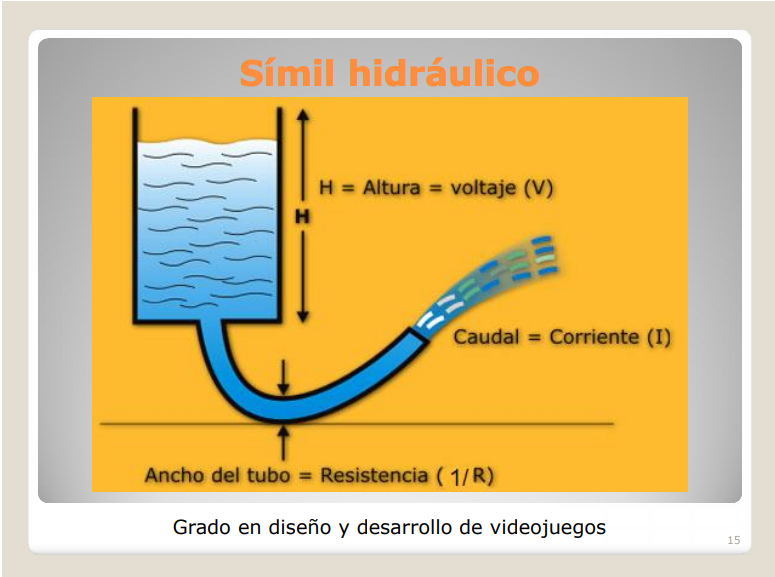 Símil hidráulico
H = Altura = voltaje (V)
H
Caudal = Corriente (I)
Ancho del tubo = Resistencia ( 1/R)
Grado en diseño y desarrollo de videojuegos
15